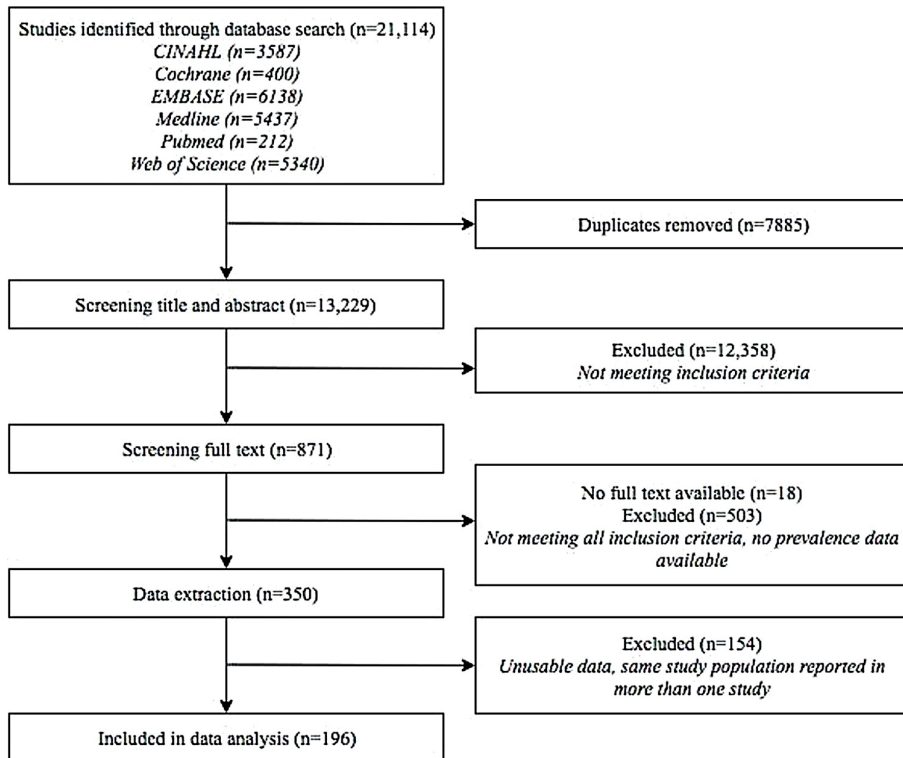 Studies identified through database search (n=21,114)
CINAHL (n=3587)
Cochrane (n=400)
EMBASE (n=6138)
Medline (n=5437)
Pubmed (n=212)
Web of Science (n=5340)
Duplicates removed (n=7885)
Screening title and abstract (n=13,229)
Excluded (n=12,358)
Not meeting inclusion criteria
Screening full text (n=871)
No full text available (n=18)
Excluded (n=503)
Not meeting all inclusion criteria, no prevalence data
available
Data extraction (n=350)
Excluded (n=154)
Unusable data, same study population reported in
more than one study
Included in data analysis (n=196)